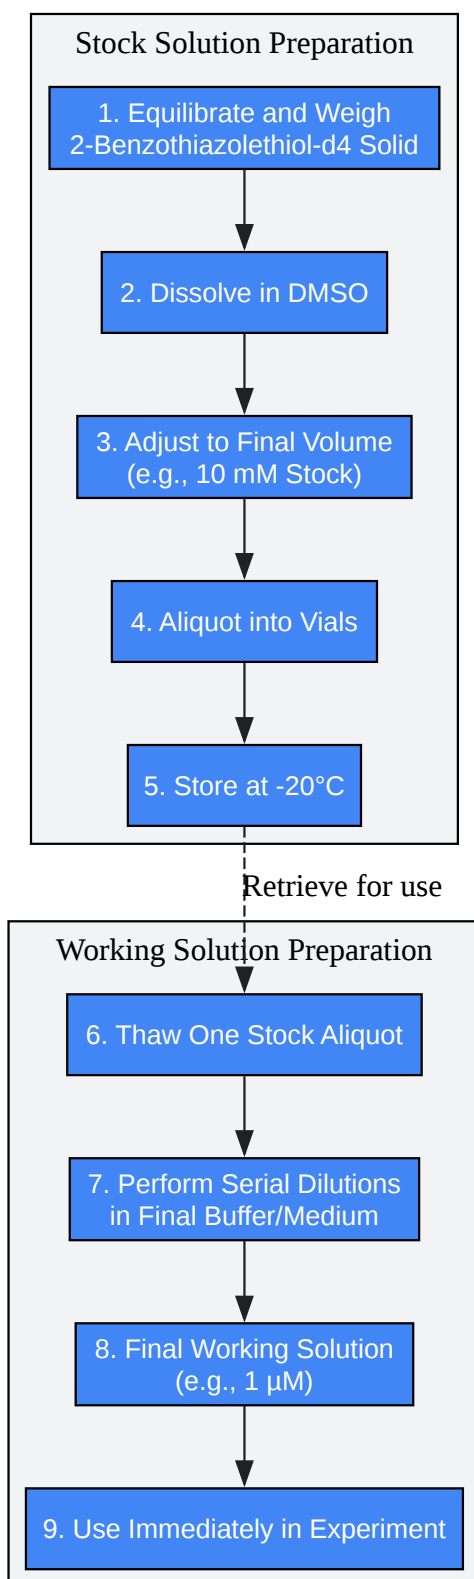 Stock Solution Preparation
1. Equilibrate and Weigh
2-Benzothiazolethiol-d4 Solid
2. Dissolve in DMSO
3. Adjust to Final Volume
(e.g., 10 mM Stock)
4. Aliquot into Vials
5. Store at -20°C
Retrieve for use
Working Solution Preparation
6. Thaw One Stock Aliquot
7. Perform Serial Dilutions
in Final Buffer/Medium
8. Final Working Solution
(e.g., 1 µM)
9. Use Immediately in Experiment